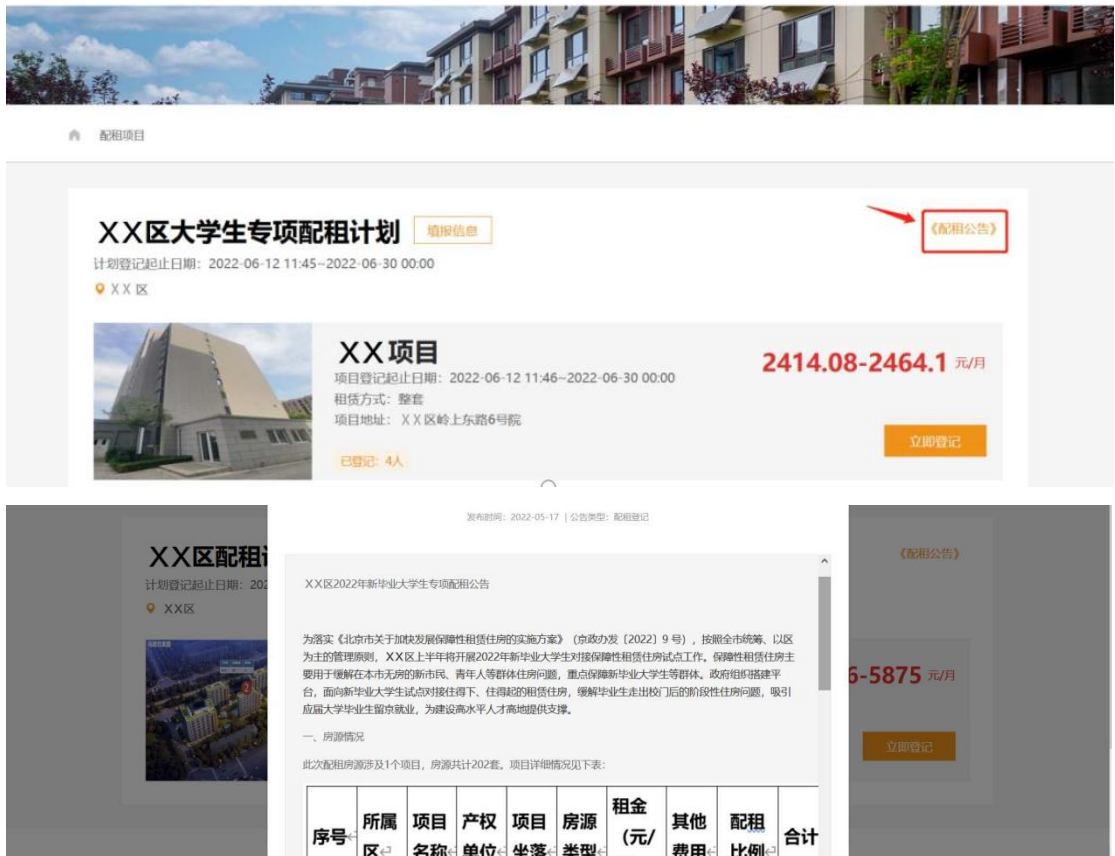 配租项目
XX区大学生专项配租计划 填报信息
《配租公告》
计划登记起止日期：2022-06-12 11:45~2022-06-30 00:00
XX 区
XX项目
项目登记起止日期：2022-06-12 11:46~2022-06-30 00:00
租赁方式：整套
项目地址：XX区岭上东路6号院
已登记：4人
2414.08-2464.1 元/月
立即登记
发布时间：2022-05-17 | 公告类型：配租登记
XX区配租
计划登记起止日期：202
XX区
《配租公告》
XX区2022年新毕业大学生专项配租公告
为落实《北京市关于加快发展保障性租赁住房的实施方案》（京政办发〔2022〕9 号），按照全市统筹、以区
为主的管理原则，XX区上半年将开展2022年新毕业大学生对接保障性租赁住房试点工作。保障性租赁住房主
要用于缓解在本市无房的新市民、青年人等群体住房问题，重点保障新毕业大学生等群体。政府组织搭建平
台，面向新毕业大学生试点对接住得下、住得起的租赁住房，缓解毕业生走出校门后的阶段性住房问题，吸引
应届大学毕业生留京就业，为建设高水平人才高地提供支撑。
一、房源情况
此次配租房源涉及1个项目，房源共计202套。项目详细情况见下表：
序号 所属区 项目名称 产权单位 项目坐落 房源类型 租金（元/ 其他费用 配租比例 合计
2
6-5875 元/月
立即登记